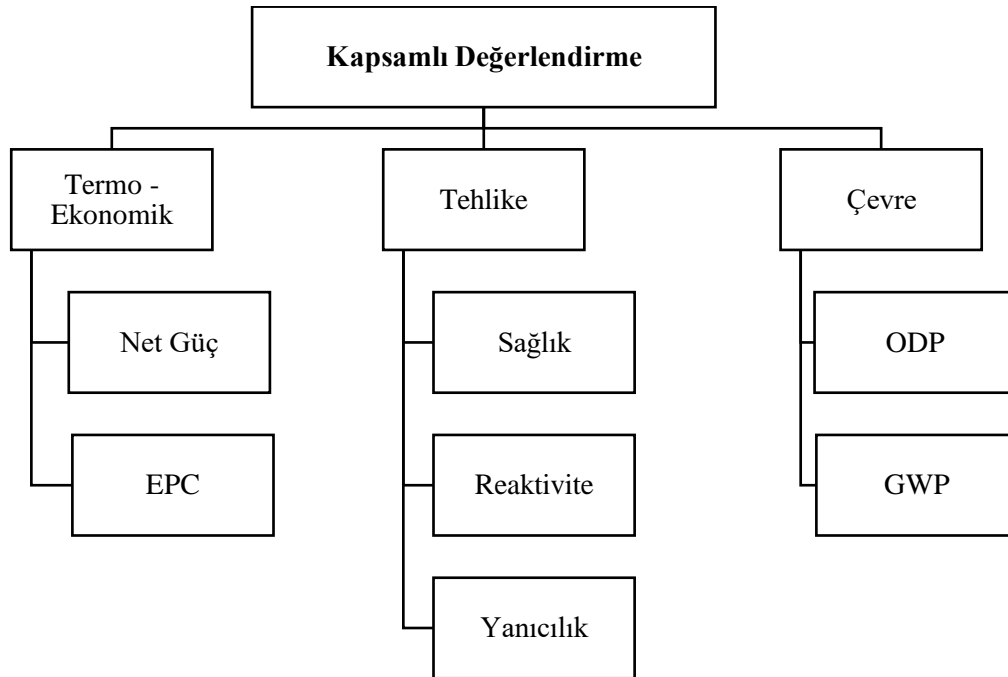 Kapsamlı Değerlendirme
Termo -
Ekonomik
Tehlike
Çevre
Net Güç
Sağlık
ODP
EPC
Reaktivite
GWP
Yanıcılık